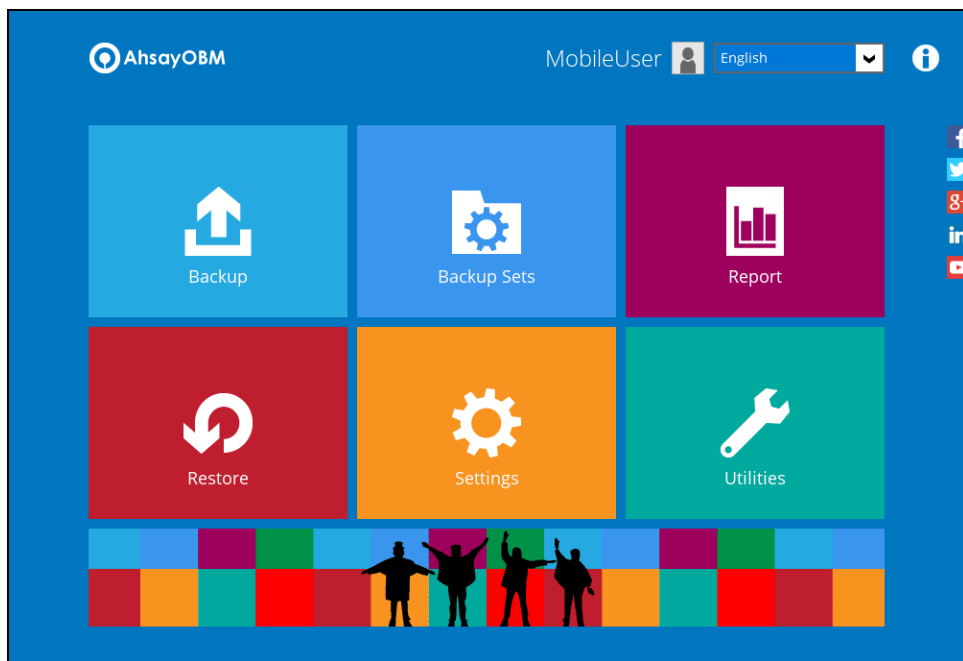 AhsayOBM
MobileUser
English
Backup
Backup Sets
Report
Restore
Settings
Utilities